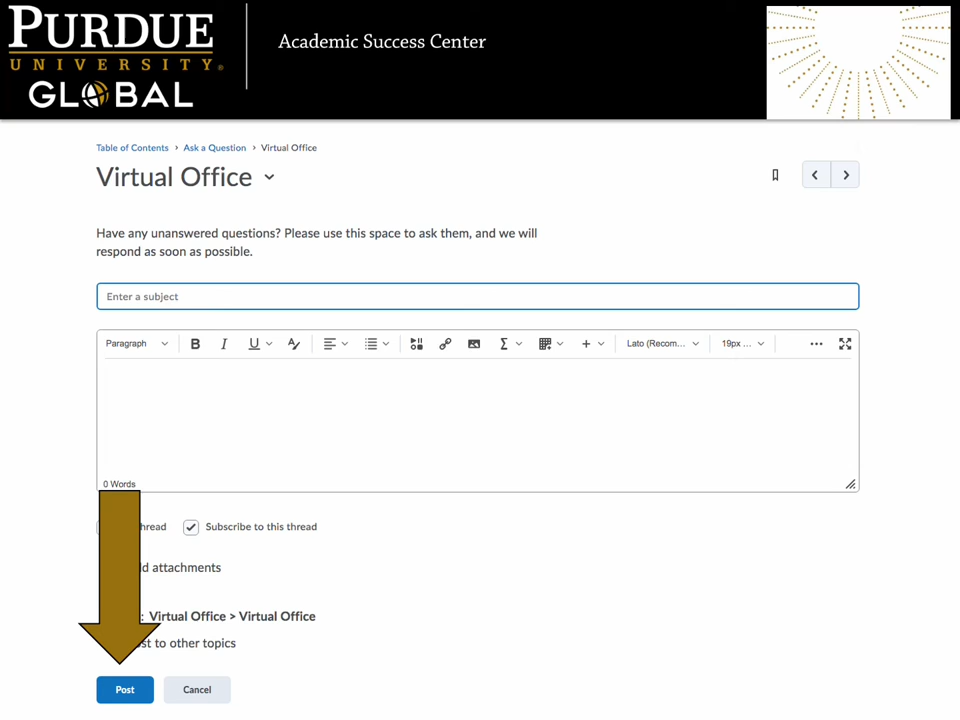 PURDUE
UNIVERSITY®
GLOBAL
Academic Success Center
Table of Contents › Ask a Question › Virtual Office
Virtual Office
Have any unanswered questions? Please use this space to ask them, and we will
respond as soon as possible.
Enter a subject
Paragraph B I U Lato (Recom... 19px ...
0 Words
hread Subscribe to this thread
d attachments
: Virtual Office > Virtual Office
st to other topics
Post Cancel